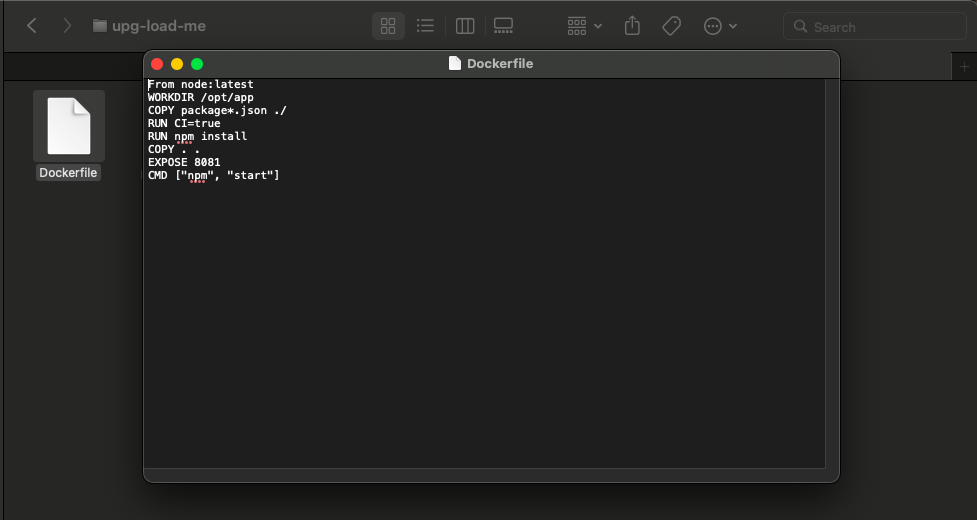 upg-load-me
Search
Dockerfile
From node:latest
WORKDIR /opt/app
COPY package*.json ./
RUN CI=true
RUN npm install
COPY . .
EXPOSE 8081
CMD ["npm", "start"]
Dockerfile